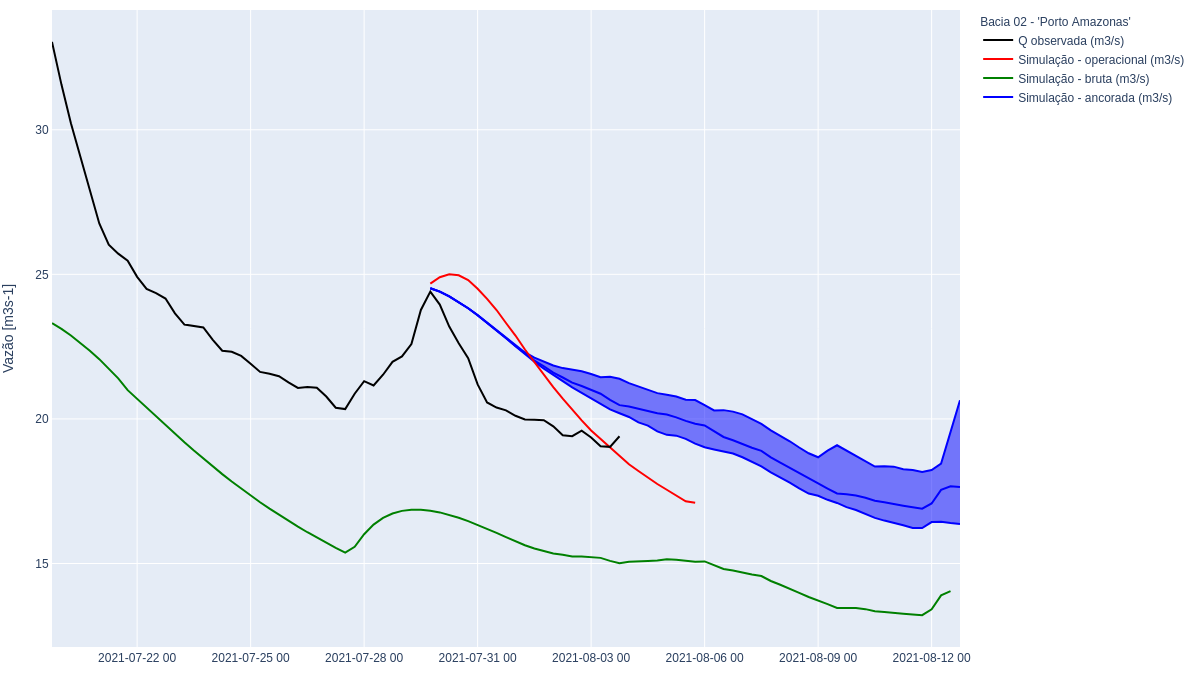 Bacia 02 - 'Porto Amazonas'
Q observada (m3/s)
Simulação - operacional (m3/s)
Simulação - bruta (m3/s)
Simulação - ancorada (m3/s)
Vazão [m3s-1]
30
25
20
15
2021-07-22 00
2021-07-25 00
2021-07-28 00
2021-07-31 00
2021-08-03 00
2021-08-06 00
2021-08-09 00
2021-08-12 00